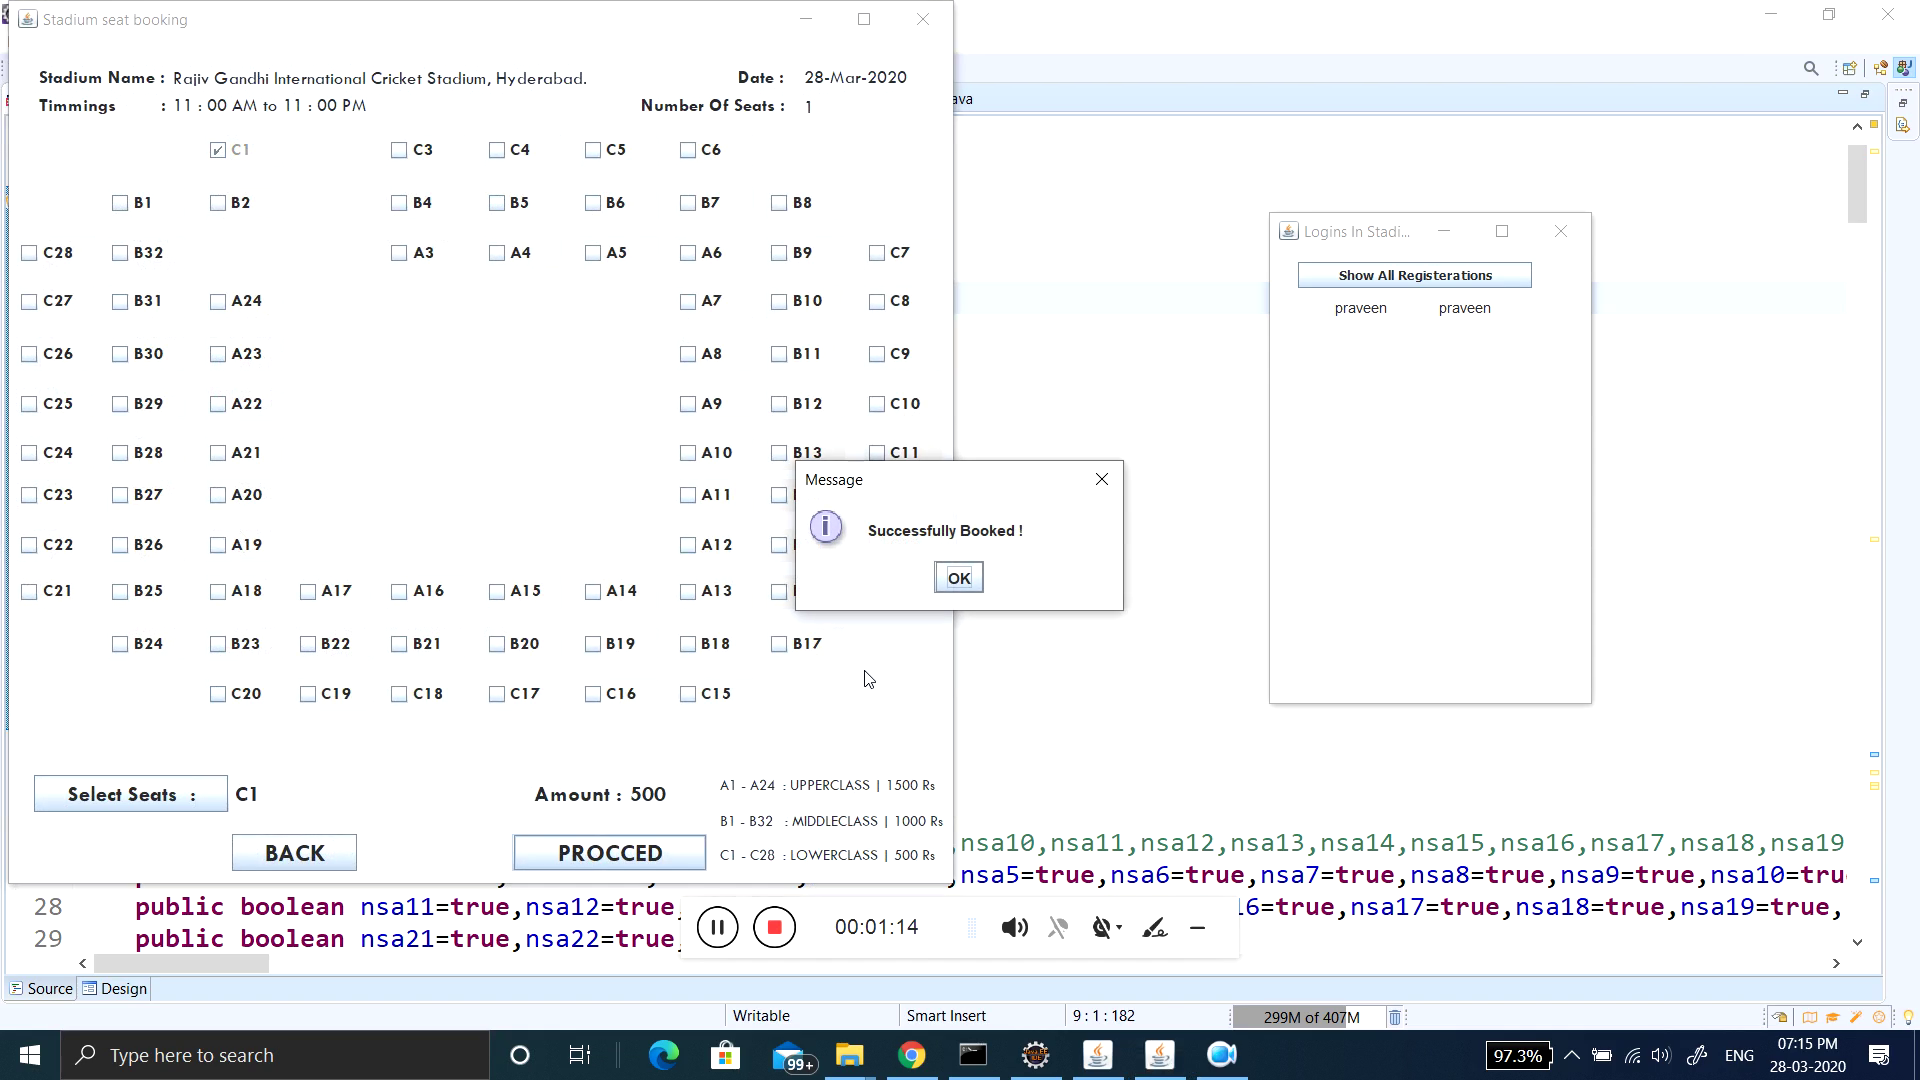 Stadium seat booking
Stadium Name : Rajiv Gandhi International Cricket Stadium, Hyderabad. Date : 28-Mar-2020
Timmings : 11 : 00 AM to 11 : 00 PM Number Of Seats : 1
ava
C1 C3 C4 C5 C6
B1 B2 B4 B5 B6 B7 B8
C28 B32 A3 A4 A5 A6 B9 C7
C27 B31 A24 A7 B10 C8
C26 B30 A23 A8 B11 C9
C25 B29 A22 A9 B12 C10
C24 B28 A21 A10 B13 C11
C23 B27 A20 A11
C22 B26 A19 A12
C21 B25 A18 A17 A16 A15 A14 A13
B24 B23 B22 B21 B20 B19 B18 B17
C20 C19 C18 C17 C16 C15
Select Seats : C1
Amount : 500
A1 - A24 : UPPERCLASS | 1500 Rs
B1 - B32 : MIDDLECLASS | 1000 Rs
C1 - C28 : LOWERCLASS | 500 Rs
BACK
PROCCED
Message
Successfully Booked !
OK
Logins In Stadi...
Show All Registerations
praveen praveen
,nsa10,nsa11,nsa12,nsa13,nsa14,nsa15,nsa16,nsa17,nsa18,nsa19
,nsa5=true,nsa6=true,nsa7=true,nsa8=true,nsa9=true,nsa10=tru
28 public boolean nsa11=true,nsa12=true, 16=true,nsa17=true,nsa18=true,nsa19=true,
29 public boolean nsa21=true,nsa22=true,
00:01:14
Source Design
Writable Smart Insert 9 : 1 : 182 299M of 407M
Type here to search
99+
97.3%
ENG
07:15 PM
28-03-2020